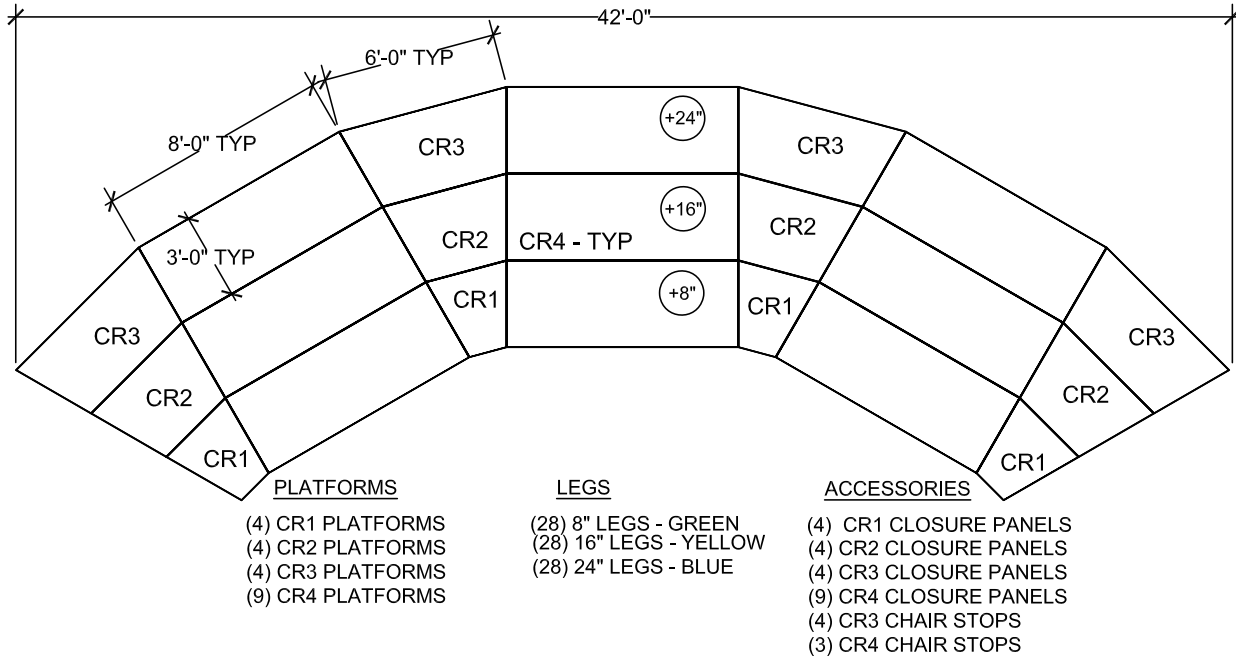 42'-0"
6'-0" TYP
8'-0" TYP
3'-0" TYP
CR3
+24"
CR3
CR2
CR4 - TYP
+16"
CR2
CR1
+8"
CR1
CR3
CR2
CR1
CR3
CR2
CR1
PLATFORMS
(4) CR1 PLATFORMS
(4) CR2 PLATFORMS
(4) CR3 PLATFORMS
(9) CR4 PLATFORMS
LEGS
(28) 8" LEGS - GREEN
(28) 16" LEGS - YELLOW
(28) 24" LEGS - BLUE
ACCESSORIES
(4) CR1 CLOSURE PANELS
(4) CR2 CLOSURE PANELS
(4) CR3 CLOSURE PANELS
(9) CR4 CLOSURE PANELS
(4) CR3 CHAIR STOPS
(3) CR4 CHAIR STOPS